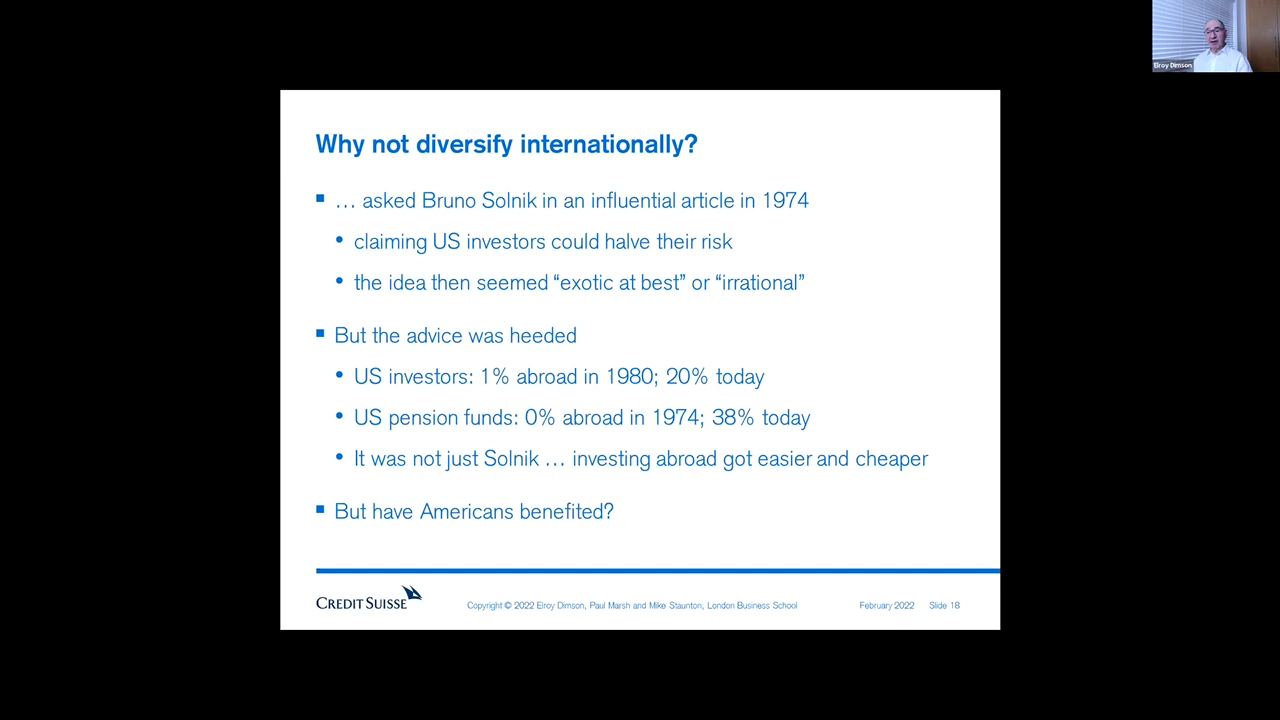 Elroy Dimson
Why not diversify internationally?
… asked Bruno Solnik in an influential article in 1974
claiming US investors could halve their risk
the idea then seemed “exotic at best” or “irrational”
But the advice was heeded
US investors: 1% abroad in 1980; 20% today
US pension funds: 0% abroad in 1974; 38% today
It was not just Solnik … investing abroad got easier and cheaper
But have Americans benefited?
CREDIT SUISSE
Copyright © 2022 Elroy Dimson, Paul Marsh and Mike Staunton, London Business School
February 2022 Slide 18